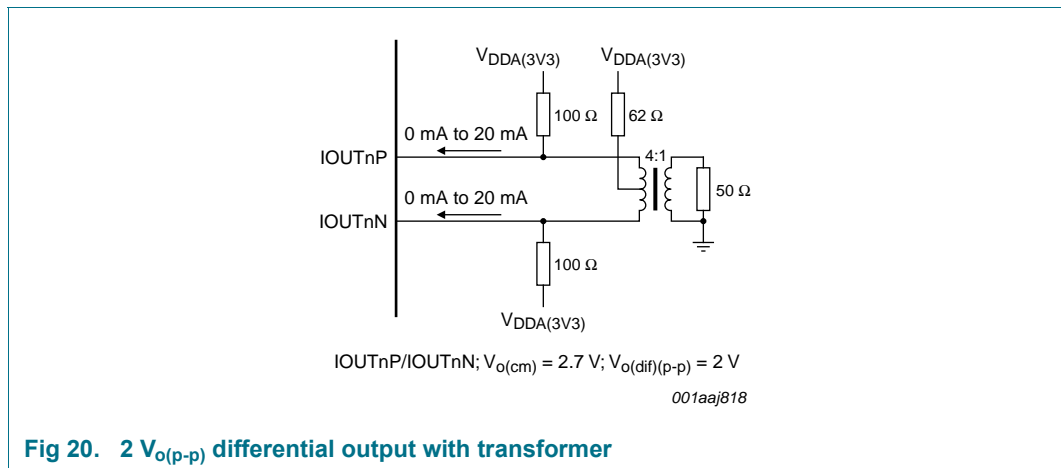 VDDA(3V3) VDDA(3V3)
100 Ω 62 Ω
0 mA to 20 mA
IOUTnP 4:1
50 Ω
0 mA to 20 mA
IOUTnN
100 Ω
VDDA(3V3)
IOUTnP/IOUTnN; Vo(cm) = 2.7 V; Vo(dif)(p-p) = 2 V
001aaj818
Fig 20. 2 Vo(p-p) differential output with transformer